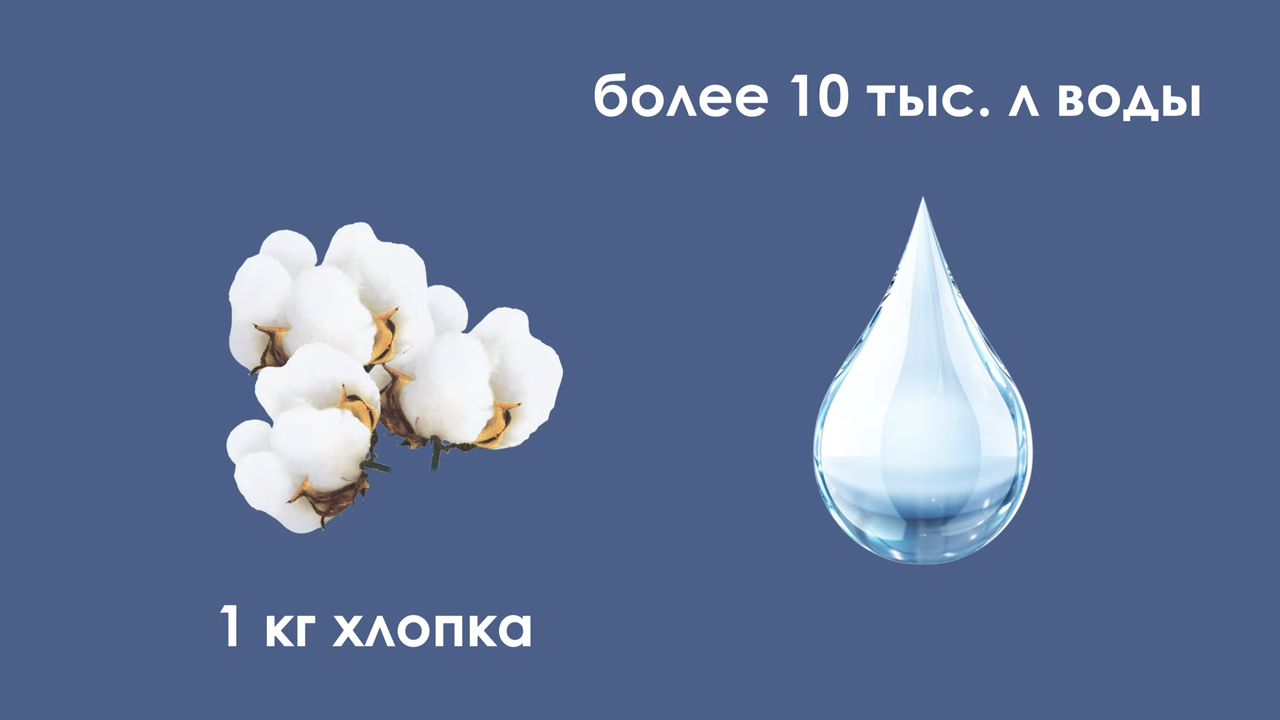 более 10 тыс. л воды
1 кг хлопка